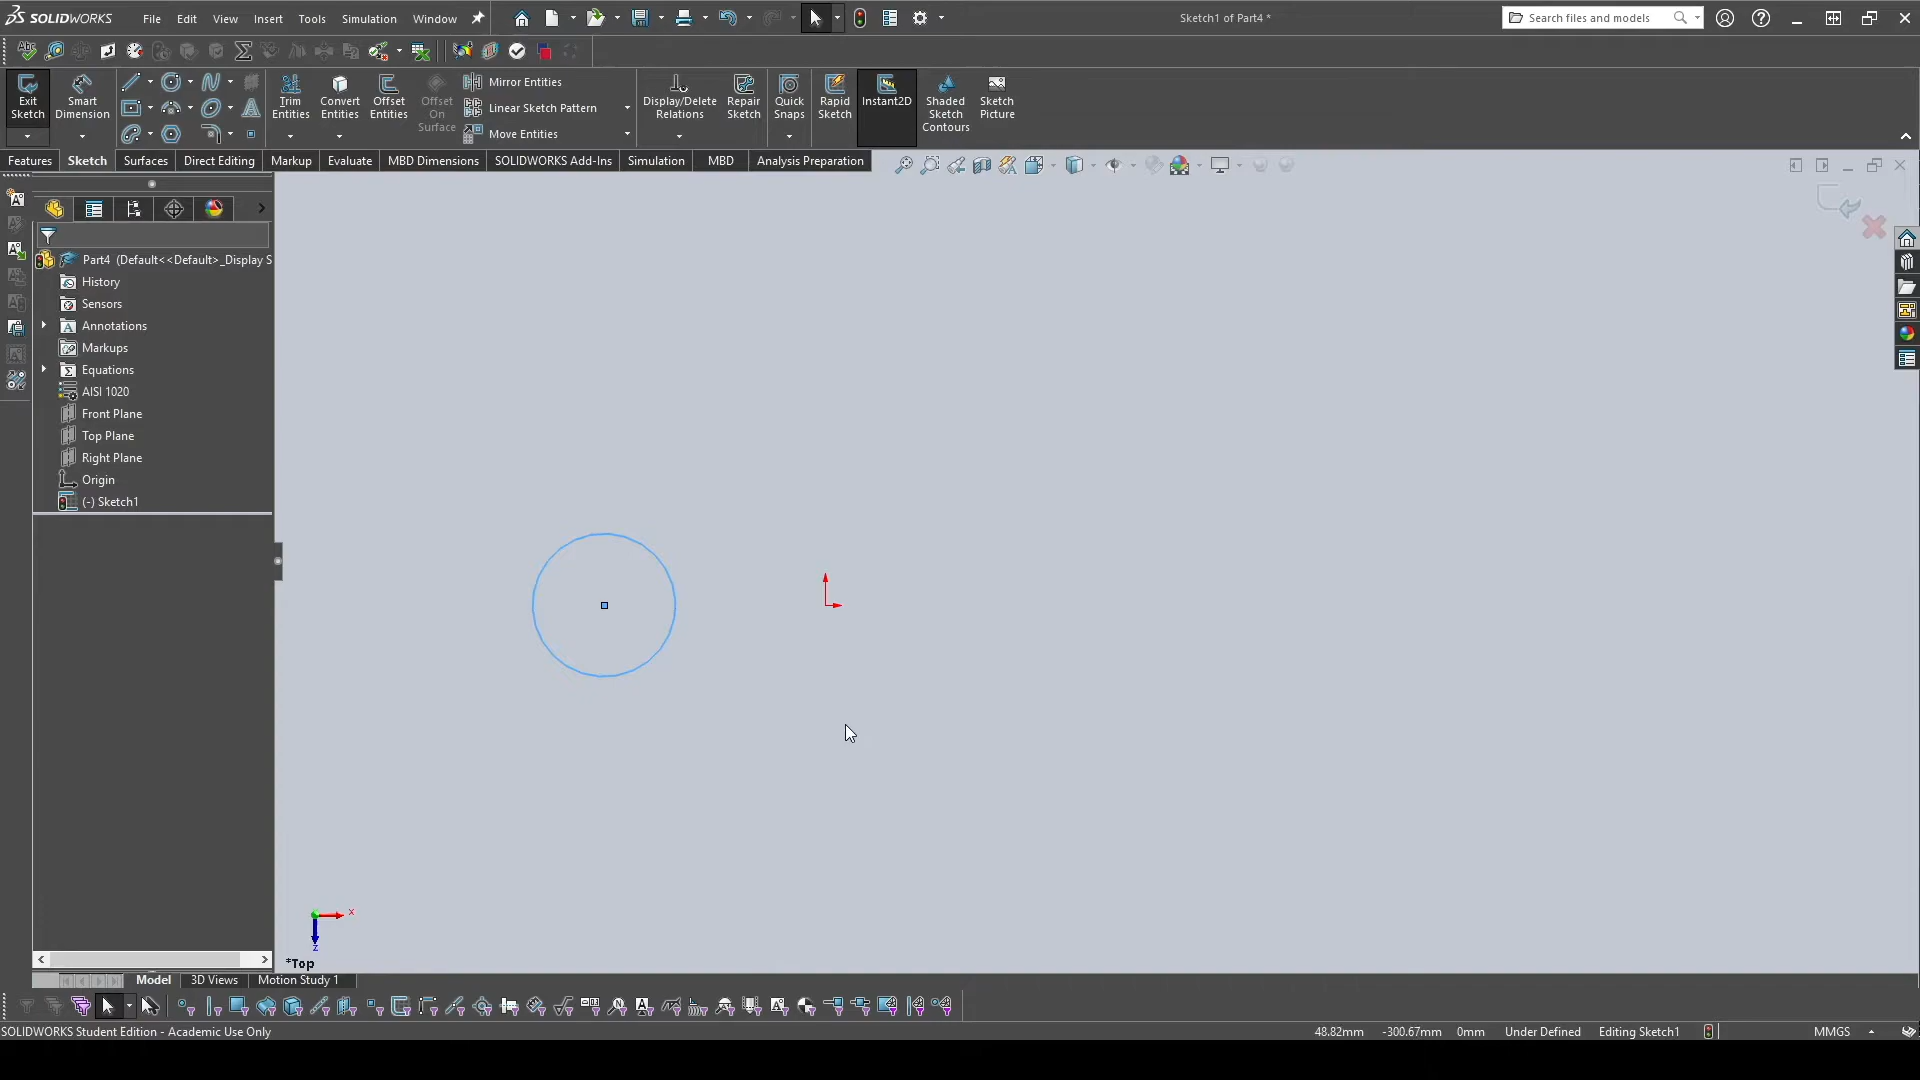 SOLIDWORKS File Edit View Insert Tools Simulation Window Sketch1 of Part4 * Search files and models
Exit Sketch
Smart Dimension
Trim Entities
Convert Entities
Offset Entities
Offset On Surface
Mirror Entities
Linear Sketch Pattern
Move Entities
Display/Delete Relations
Repair Sketch
Quick Snaps
Rapid Sketch
Instant2D
Shaded Sketch Contours
Sketch Picture
Features Sketch Surfaces Direct Editing Markup Evaluate MBD Dimensions SOLIDWORKS Add-Ins Simulation MBD Analysis Preparation
Part4 (Default<<Default>_Display S
History
Sensors
Annotations
Markups
Equations
AISI 1020
Front Plane
Top Plane
Right Plane
Origin
(-) Sketch1
x
z
*Top
Model 3D Views Motion Study 1
SOLIDWORKS Student Edition - Academic Use Only 48.82mm -300.67mm 0mm Under Defined Editing Sketch1 MMGS